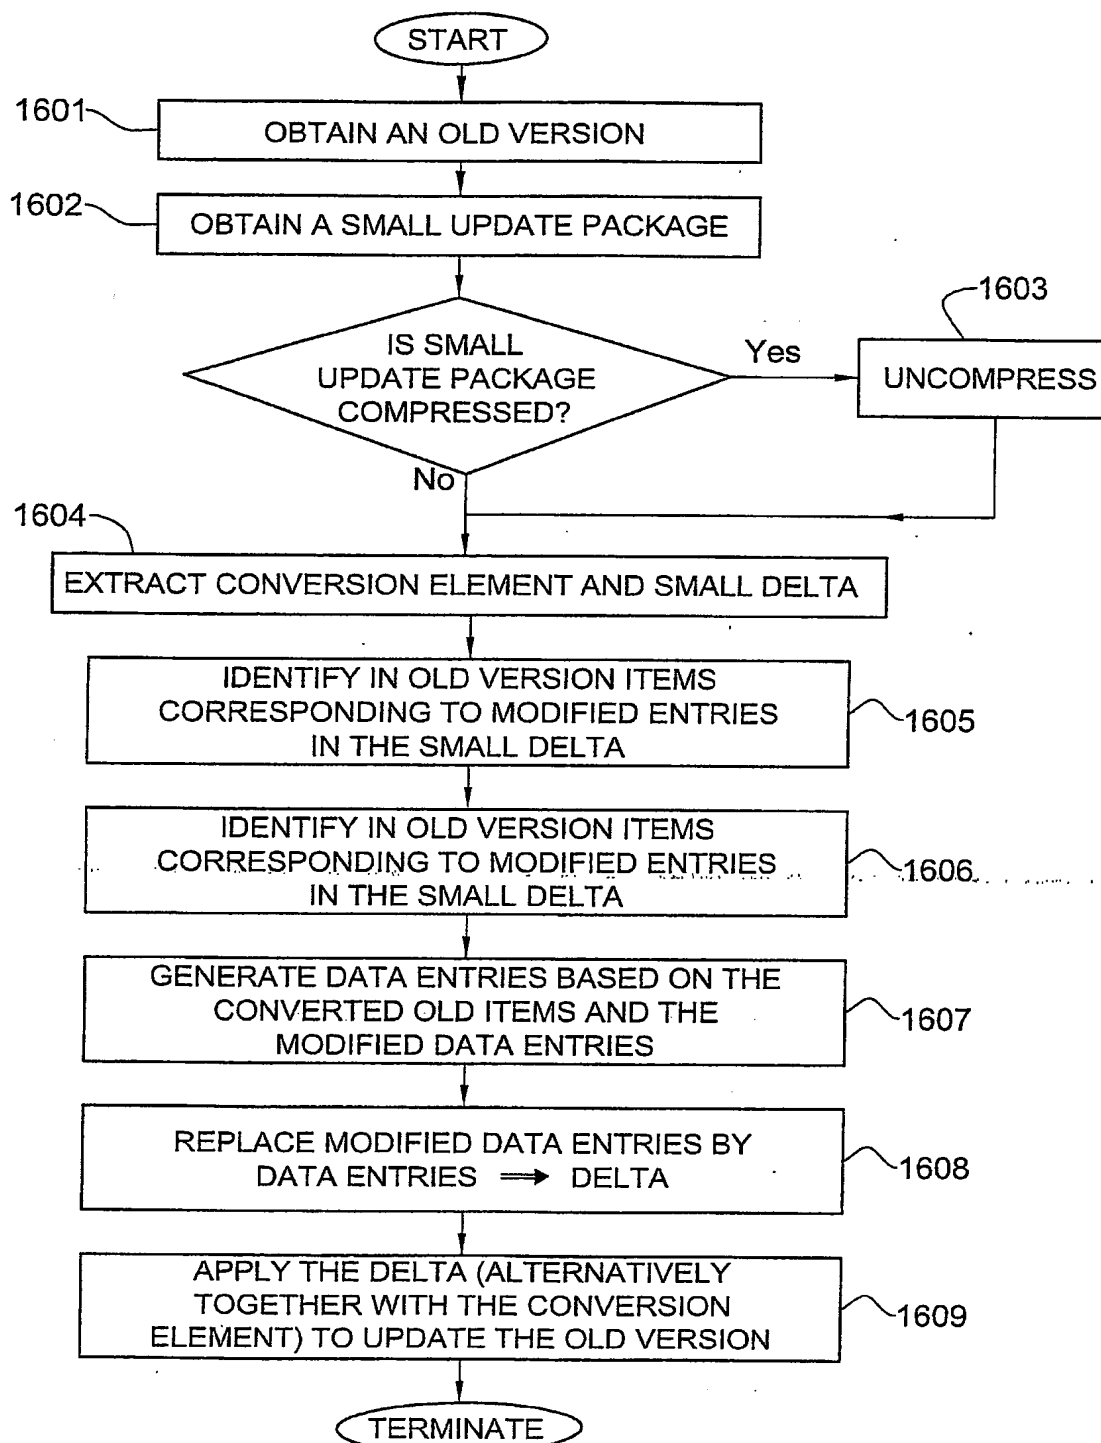 START
1601
OBTAIN AN OLD VERSION
1602
OBTAIN A SMALL UPDATE PACKAGE
1603
IS SMALL
UPDATE PACKAGE
COMPRESSED?
Yes
UNCOMPRESS
No
1604
EXTRACT CONVERSION ELEMENT AND SMALL DELTA
IDENTIFY IN OLD VERSION ITEMS
CORRESPONDING TO MODIFIED ENTRIES
IN THE SMALL DELTA
1605
IDENTIFY IN OLD VERSION ITEMS
CORRESPONDING TO MODIFIED ENTRIES
IN THE SMALL DELTA
1606
GENERATE DATA ENTRIES BASED ON THE
CONVERTED OLD ITEMS AND THE
MODIFIED DATA ENTRIES
1607
REPLACE MODIFIED DATA ENTRIES BY
DATA ENTRIES ⟹ DELTA
1608
APPLY THE DELTA (ALTERNATIVELY
TOGETHER WITH THE CONVERSION
ELEMENT) TO UPDATE THE OLD VERSION
1609
TERMINATE